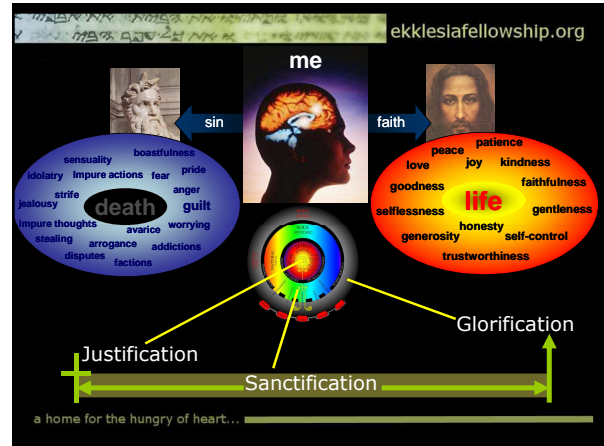 ekklesiafellowship.org
me
sin
faith
boastfulness
sensuality
idolatry
Impure actions
fear
pride
strife
anger
jealousy
death
guilt
impure thoughts
avarice
worrying
stealing
arrogance
addictions
disputes
factions
patience
peace
love
joy
kindness
goodness
faithfulness
life
selflessness
gentleness
honesty
generosity
self-control
trustworthiness
Glorification
Justification
Sanctification
a home for the hungry of heart...